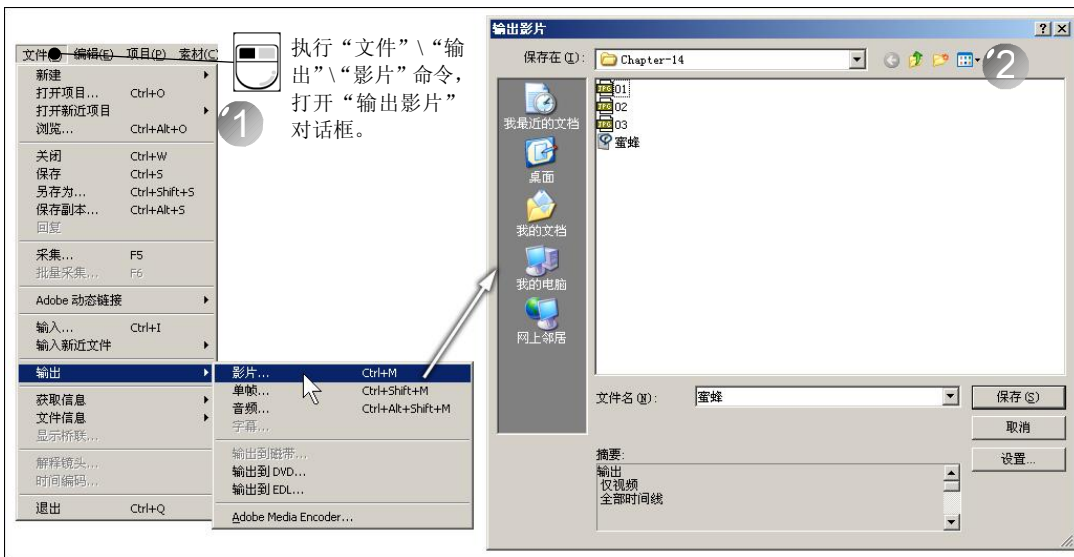 文件 编辑(E) 项目(P) 素材(C
新建
打开项目... Ctrl+O
打开新近项目
浏览... Ctrl+Alt+O
关闭 Ctrl+W
保存 Ctrl+S
另存为... Ctrl+Shift+S
保存副本... Ctrl+Alt+S
回复
采集... F5
批量采集... F6
Adobe 动态链接
输入... Ctrl+I
输入新近文件
输出
获取信息
文件信息
显示桥联...
解释镜头...
时间编码...
退出 Ctrl+Q
影片... Ctrl+M
单帧... Ctrl+Shift+M
音频... Ctrl+Alt+Shift+M
字幕...
输出到磁带...
输出到 DVD...
输出到 EDL...
Adobe Media Encoder...
1
执行“文件”\“输
出”\“影片”命令，
打开“输出影片”
对话框。
输出影片
保存在(I): Chapter-14
2
我最近的文档
桌面
我的文档
我的电脑
网上邻居
01
02
03
蜜蜂
文件名(N): 蜜蜂
保存(S)
取消
设置...
摘要:
输出
仅视频
全部时间线